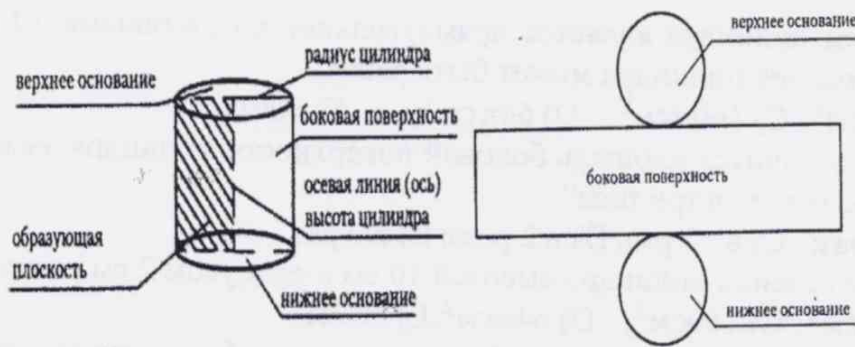 верхнее основание
радиус цилиндра
боковая поверхность
осевая линия (ось)
высота цилиндра
образующая
плоскость
нижнее основание
верхнее основание
боковая поверхность
нижнее основание